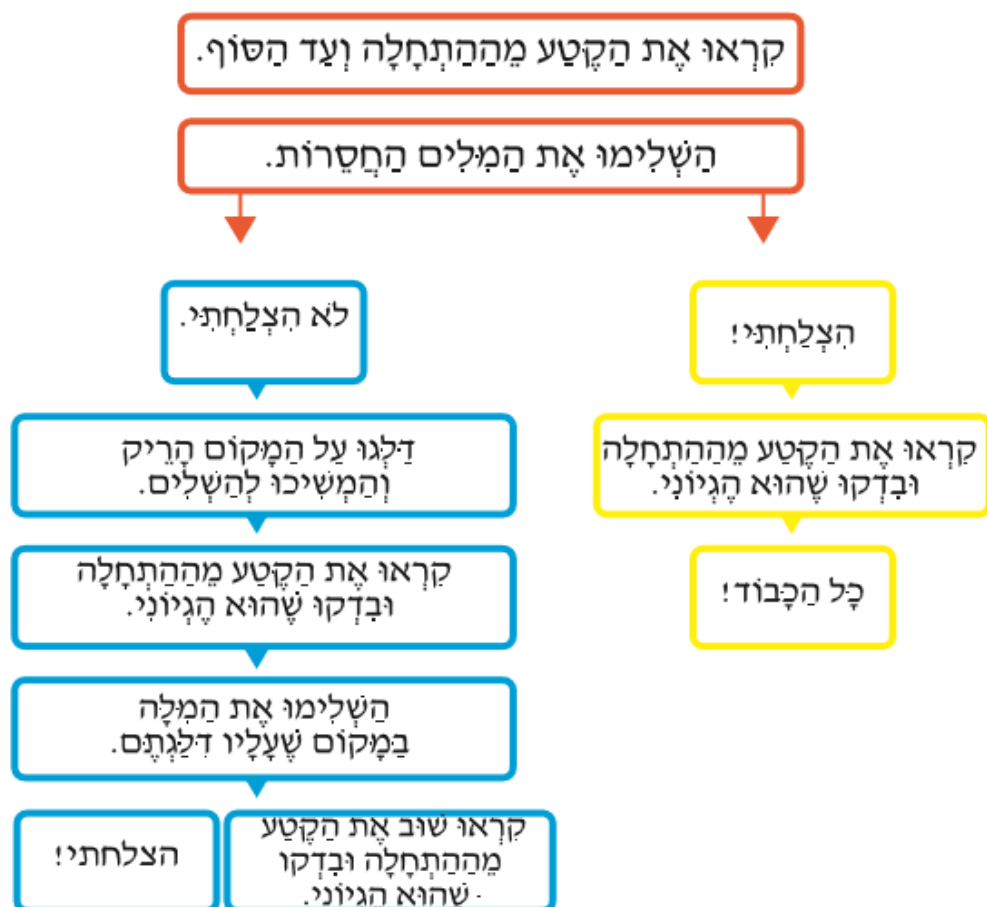 קִרְאוּ אֶת הַקֶּטַע מֵהַהַתְחָלָה וְעַד הַסּוֹף.
הַשְׁלִימוּ אֶת הַמִּלִּים הַחֲסֵרוֹת.
הִצְלַחְתִּי!
קִרְאוּ אֶת הַקֶּטַע מֵהַהַתְחָלָה
וּבִדְקוּ שֶׁהוּא הֶגְיוֹנִי.
כָּל הַכָּבוֹד!
לֹא הִצְלַחְתִּי.
דַּלְּגוּ עַל הַמָּקוֹם הָרֵיק
וְהַמְשִׁיכוּ לְהַשְׁלִים.
קִרְאוּ אֶת הַקֶּטַע מֵהַהַתְחָלָה
וּבִדְקוּ שֶׁהוּא הֶגְיוֹנִי.
הַשְׁלִימוּ אֶת הַמִּלָּה
בַּמָּקוֹם שֶׁעָלָיו דִּלַּגְתֶּם.
קִרְאוּ שׁוּב אֶת הַקֶּטַע
מֵהַהַתְחָלָה וּבִדְקוּ
שֶׁהוּא הֶגְיוֹנִי.
הצלחתי!